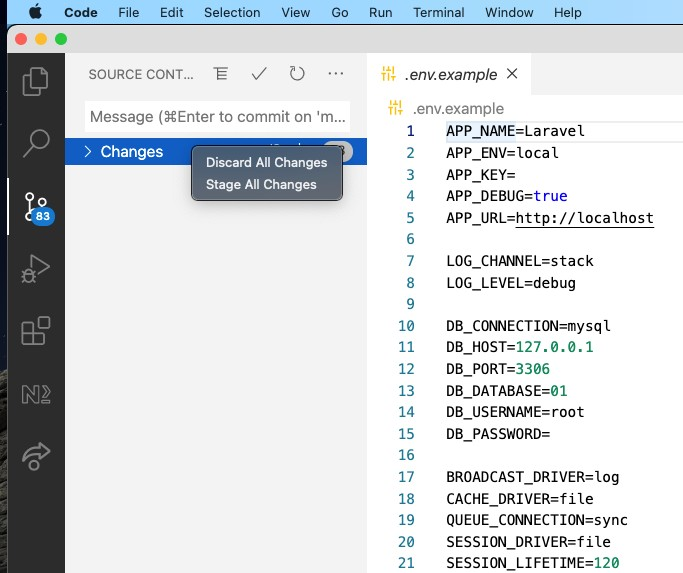 Code File Edit Selection View Go Run Terminal Window Help
SOURCE CONT...
.env.example
Message (⌘Enter to commit on 'm...
.env.example
Changes
Discard All Changes
Stage All Changes
83
1 APP_NAME=Laravel
2 APP_ENV=local
3 APP_KEY=
4 APP_DEBUG=true
5 APP_URL=http://localhost
6
7 LOG_CHANNEL=stack
8 LOG_LEVEL=debug
9
10 DB_CONNECTION=mysql
11 DB_HOST=127.0.0.1
12 DB_PORT=3306
13 DB_DATABASE=01
14 DB_USERNAME=root
15 DB_PASSWORD=
16
17 BROADCAST_DRIVER=log
18 CACHE_DRIVER=file
19 QUEUE_CONNECTION=sync
20 SESSION_DRIVER=file
21 SESSION_LIFETIME=120